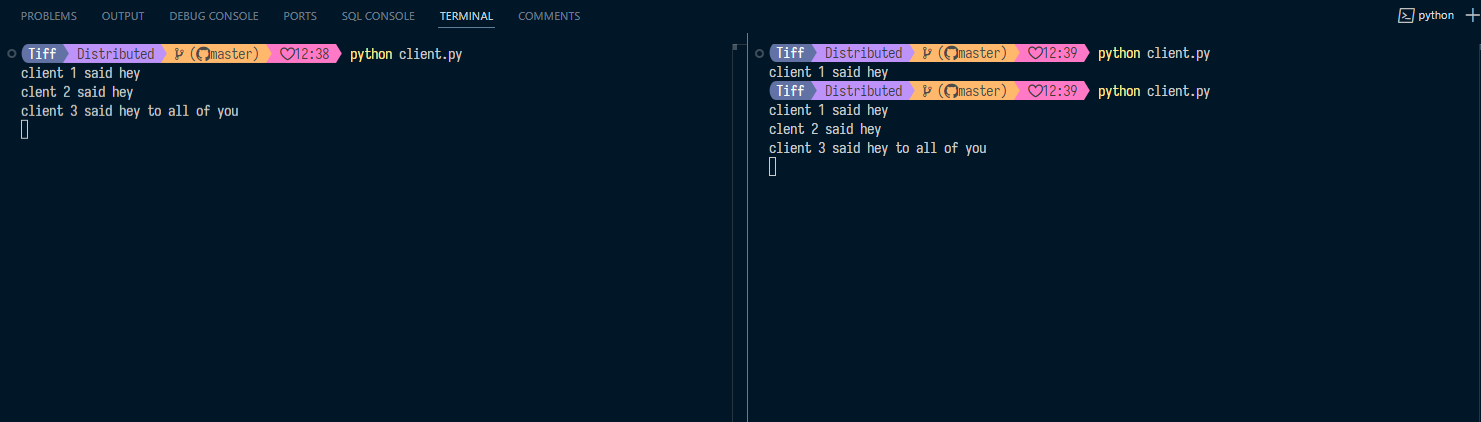 PROBLEMS OUTPUT DEBUG CONSOLE PORTS SQL CONSOLE TERMINAL COMMENTS python
Tiff Distributed (master) 12:38 python client.py
client 1 said hey
clent 2 said hey
client 3 said hey to all of you
Tiff Distributed (master) 12:39 python client.py
client 1 said hey
Tiff Distributed (master) 12:39 python client.py
client 1 said hey
clent 2 said hey
client 3 said hey to all of you